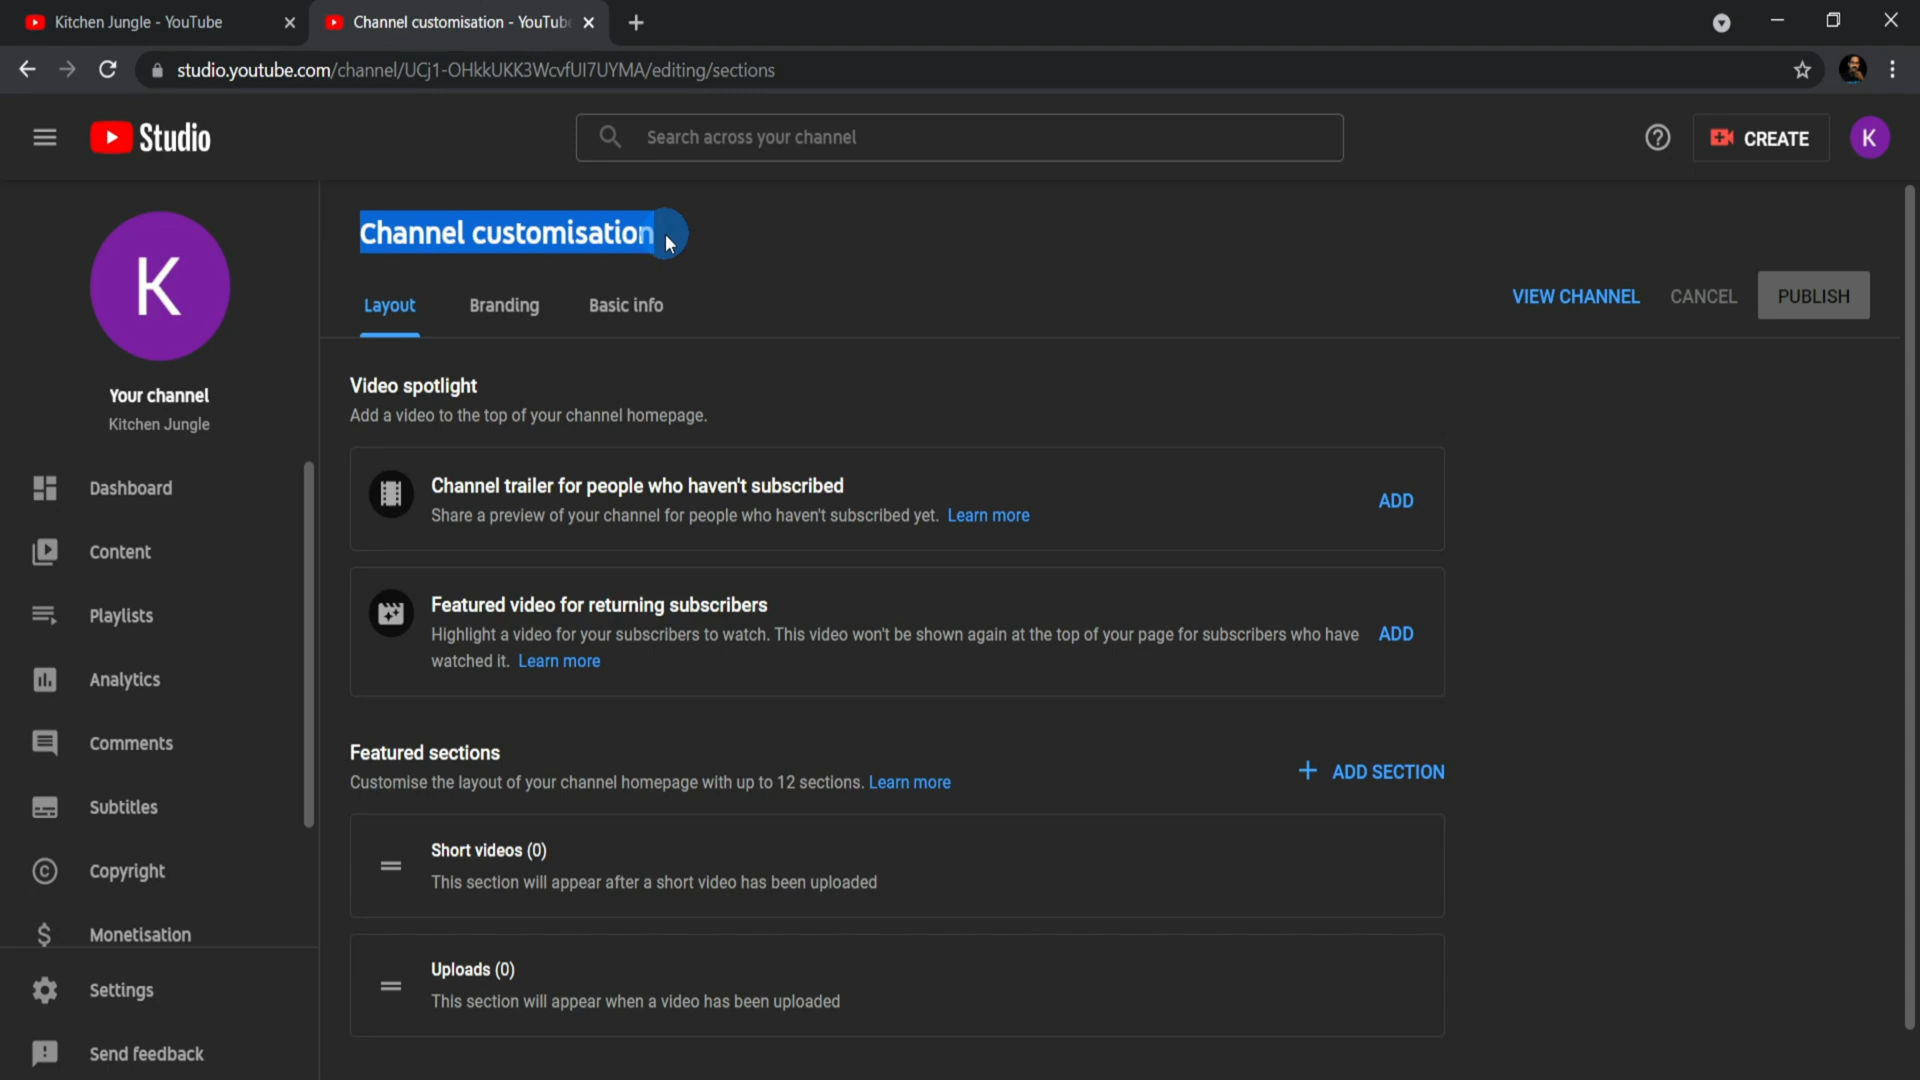 Kitchen Jungle - YouTube
Channel customisation - YouTub
studio.youtube.com/channel/UCj1-OHkkUKK3WcvfUI7UYMA/editing/sections
Studio
Search across your channel
CREATE
K
K
Your channel
Kitchen Jungle
Dashboard
Content
Playlists
Analytics
Comments
Subtitles
Copyright
Monetisation
Settings
Send feedback
Channel customisation
Layout
Branding
Basic info
VIEW CHANNEL
CANCEL
PUBLISH
Video spotlight
Add a video to the top of your channel homepage.
Channel trailer for people who haven't subscribed
Share a preview of your channel for people who haven't subscribed yet. Learn more
ADD
Featured video for returning subscribers
Highlight a video for your subscribers to watch. This video won't be shown again at the top of your page for subscribers who have
watched it. Learn more
ADD
Featured sections
Customise the layout of your channel homepage with up to 12 sections. Learn more
ADD SECTION
Short videos (0)
This section will appear after a short video has been uploaded
Uploads (0)
This section will appear when a video has been uploaded